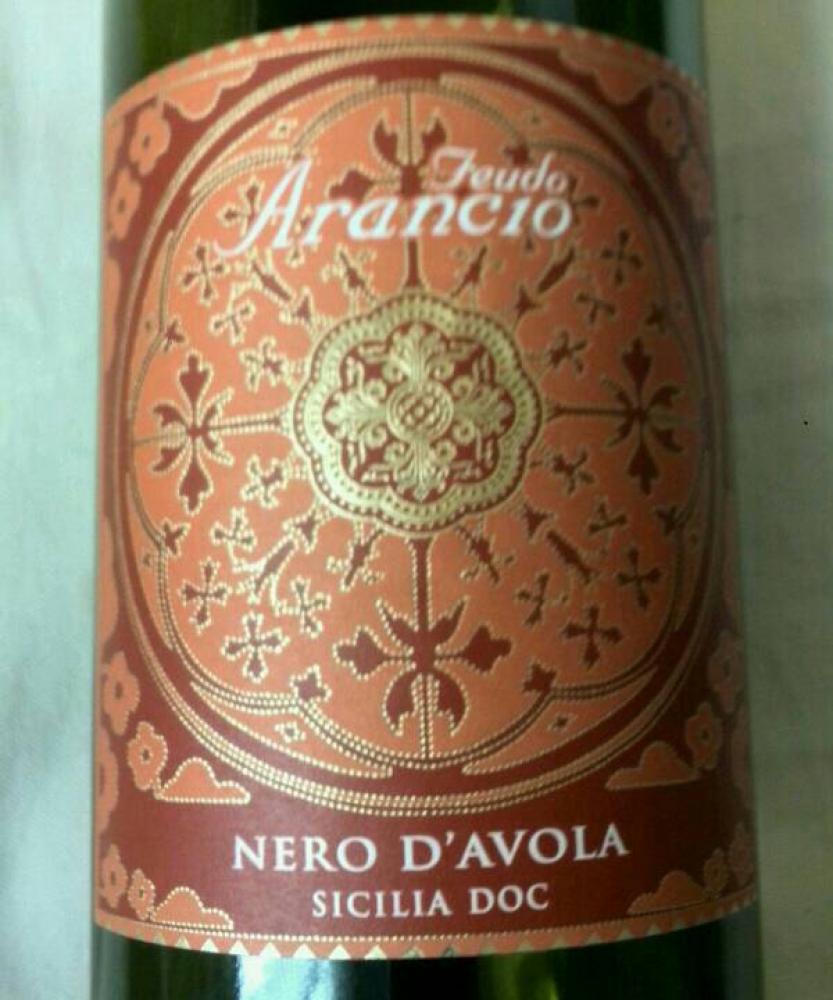 Feudo
Arancio
NERO D'AVOLA
SICILIA DOC